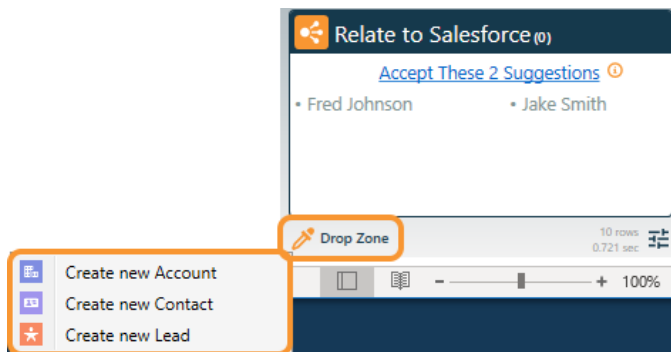 Relate to Salesforce (0)
Accept These 2 Suggestions
• Fred Johnson • Jake Smith
Drop Zone
10 rows
0.721 sec
Create new Account
- + 100%
Create new Contact
Create new Lead